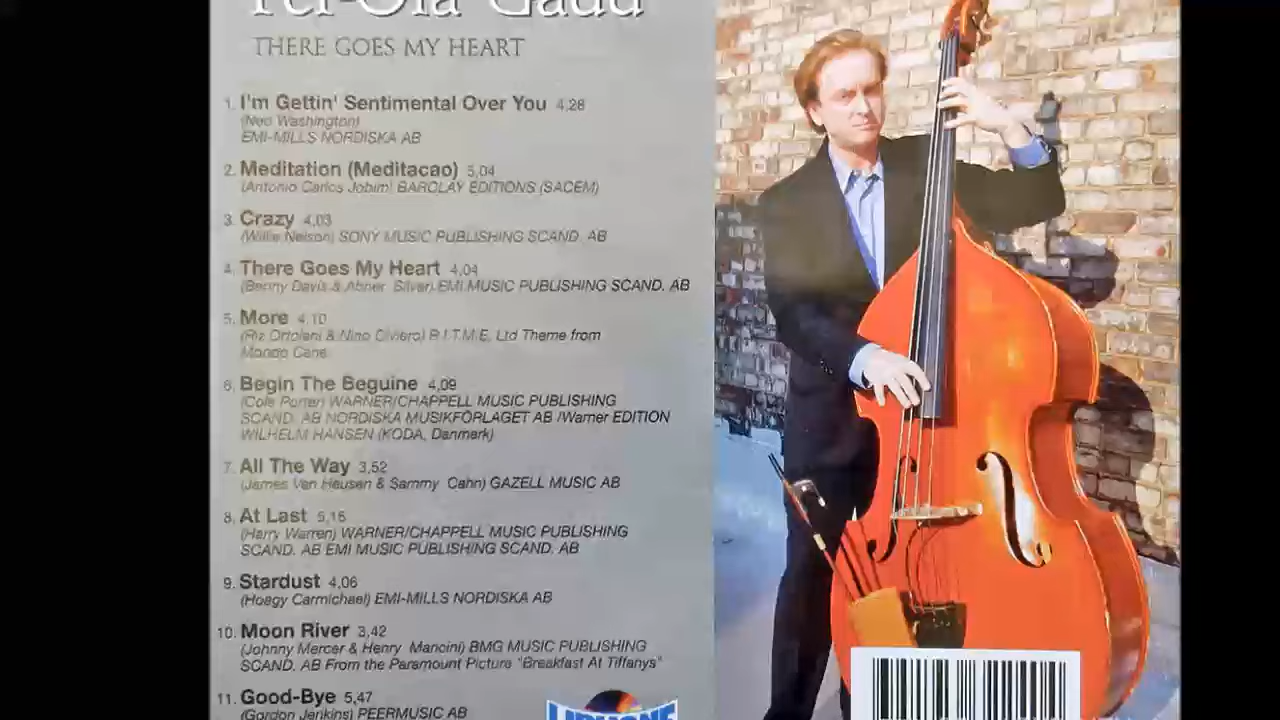 Per-Ola Gadd
THERE GOES MY HEART
1. I'm Gettin' Sentimental Over You 4,28
(Neo Washington)
EMI-MILLS NORDISKA AB
2. Meditation (Meditacao) 5,04
(Antonio Carlos Jobim) BARCLAY EDITIONS (SACEM)
3. Crazy 4,03
(Willie Nelson) SONY MUSIC PUBLISHING SCAND. AB
4. There Goes My Heart 4,04
(Benny Davis & Abner Silver) EMI MUSIC PUBLISHING SCAND. AB
5. More 4,10
(Riz Ortolani & Nino Oliviero) R.I.T.M.E. Ltd Theme from
Mondo Cane
6. Begin The Beguine 4,09
(Cole Porter) WARNER/CHAPPELL MUSIC PUBLISHING
SCAND. AB NORDISKA MUSIKFÖRLAGET AB /Warner EDITION
WILHELM HANSEN (KODA, Danmark)
7. All The Way 3,52
(James Van Heusen & Sammy Cahn) GAZELL MUSIC AB
8. At Last 5,15
(Harry Warren) WARNER/CHAPPELL MUSIC PUBLISHING
SCAND. AB EMI MUSIC PUBLISHING SCAND. AB
9. Stardust 4,06
(Hoagy Carmichael) EMI-MILLS NORDISKA AB
10. Moon River 3,42
(Johnny Mercer & Henry Mancini) BMG MUSIC PUBLISHING
SCAND. AB From the Paramount Picture "Breakfast At Tiffanys"
11. Good-Bye 5,47
(Gordon Jenkins) PEERMUSIC AB
LIPHONE